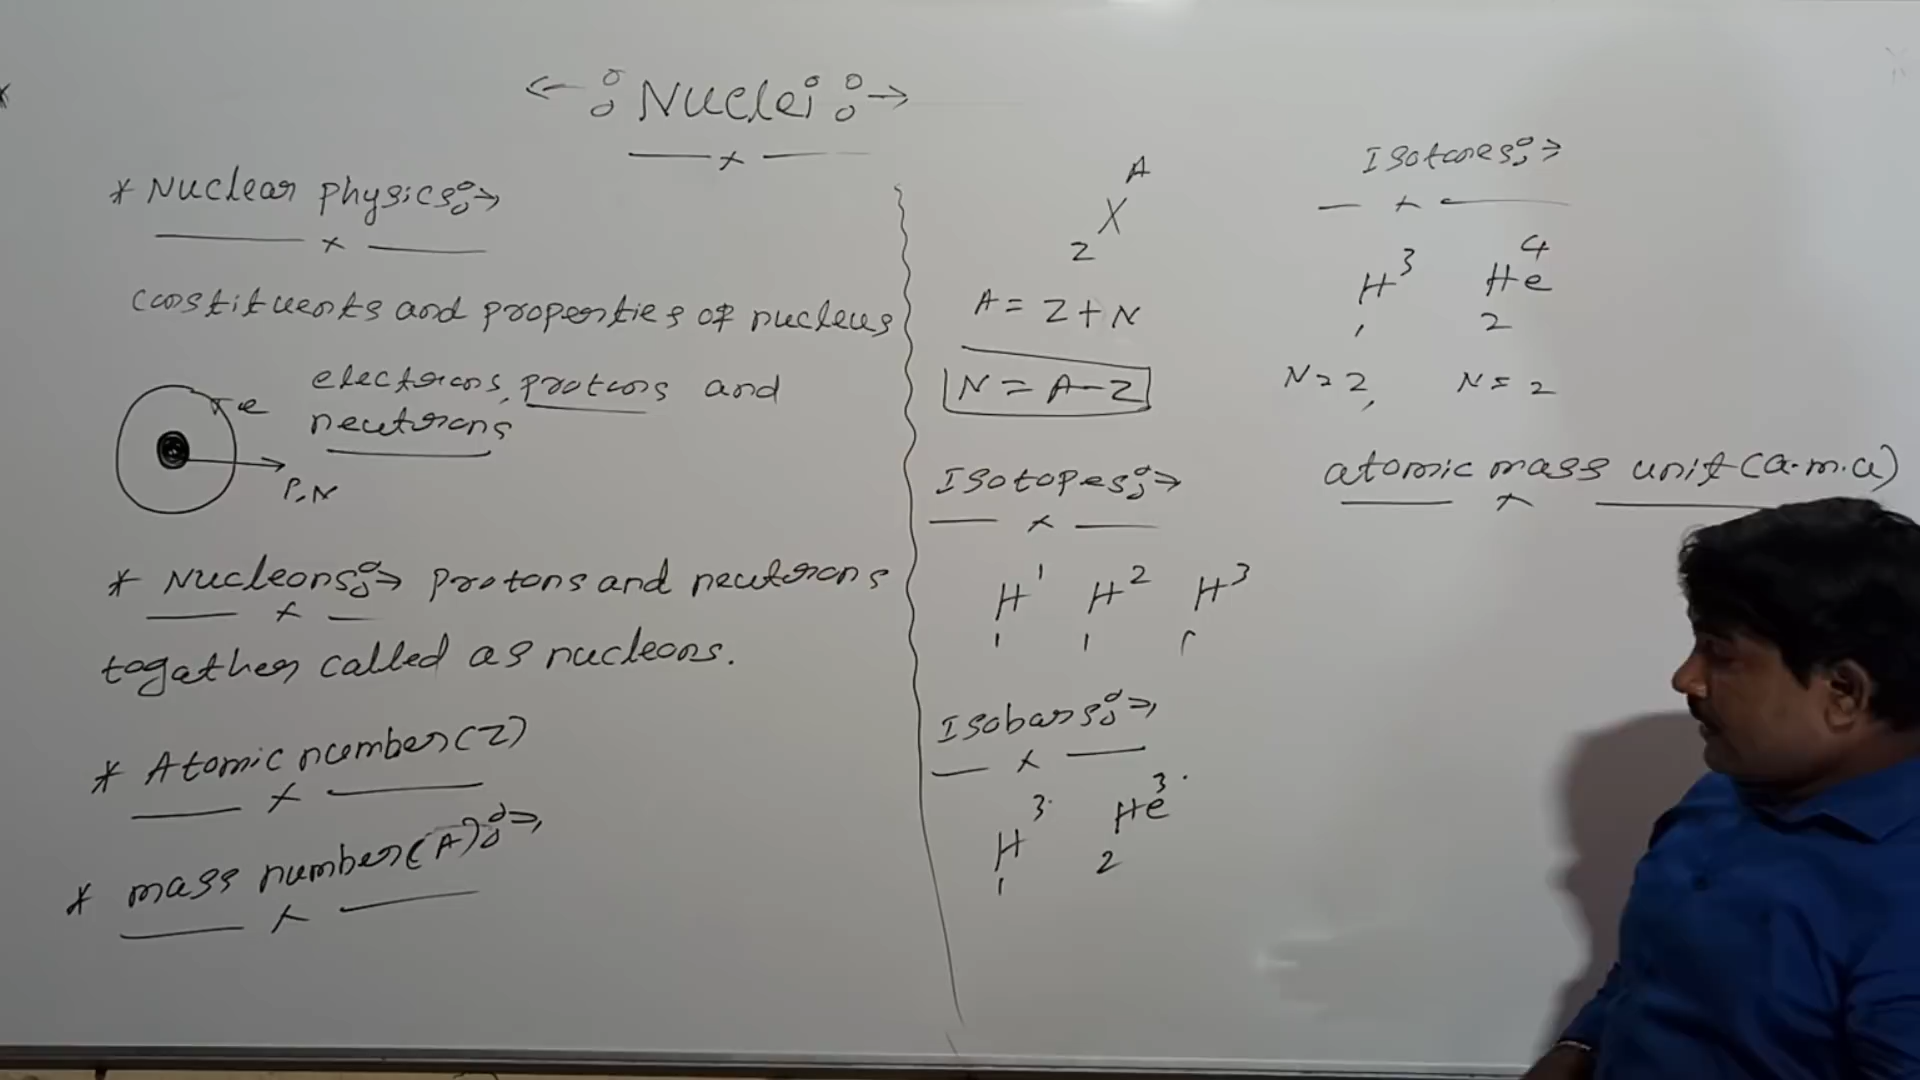 Nuclei
* Nuclear physics:→
constituents and properties of nucleus
electrons, protons and
neutrons
e
P, N
* Nucleons:→ protons and neutrons
togather called as nucleons.
* Atomic number(Z)
* mass number(A):→
A
X
Z
A = Z + N
N = A - Z
Isotopes:→
H¹ H² H³
1 1 1
Isobars:→
H³ He³
1 2
Isotones:→
H³ He⁴
1 2
N = 2, N = 2
atomic mass unit (a.m.u)